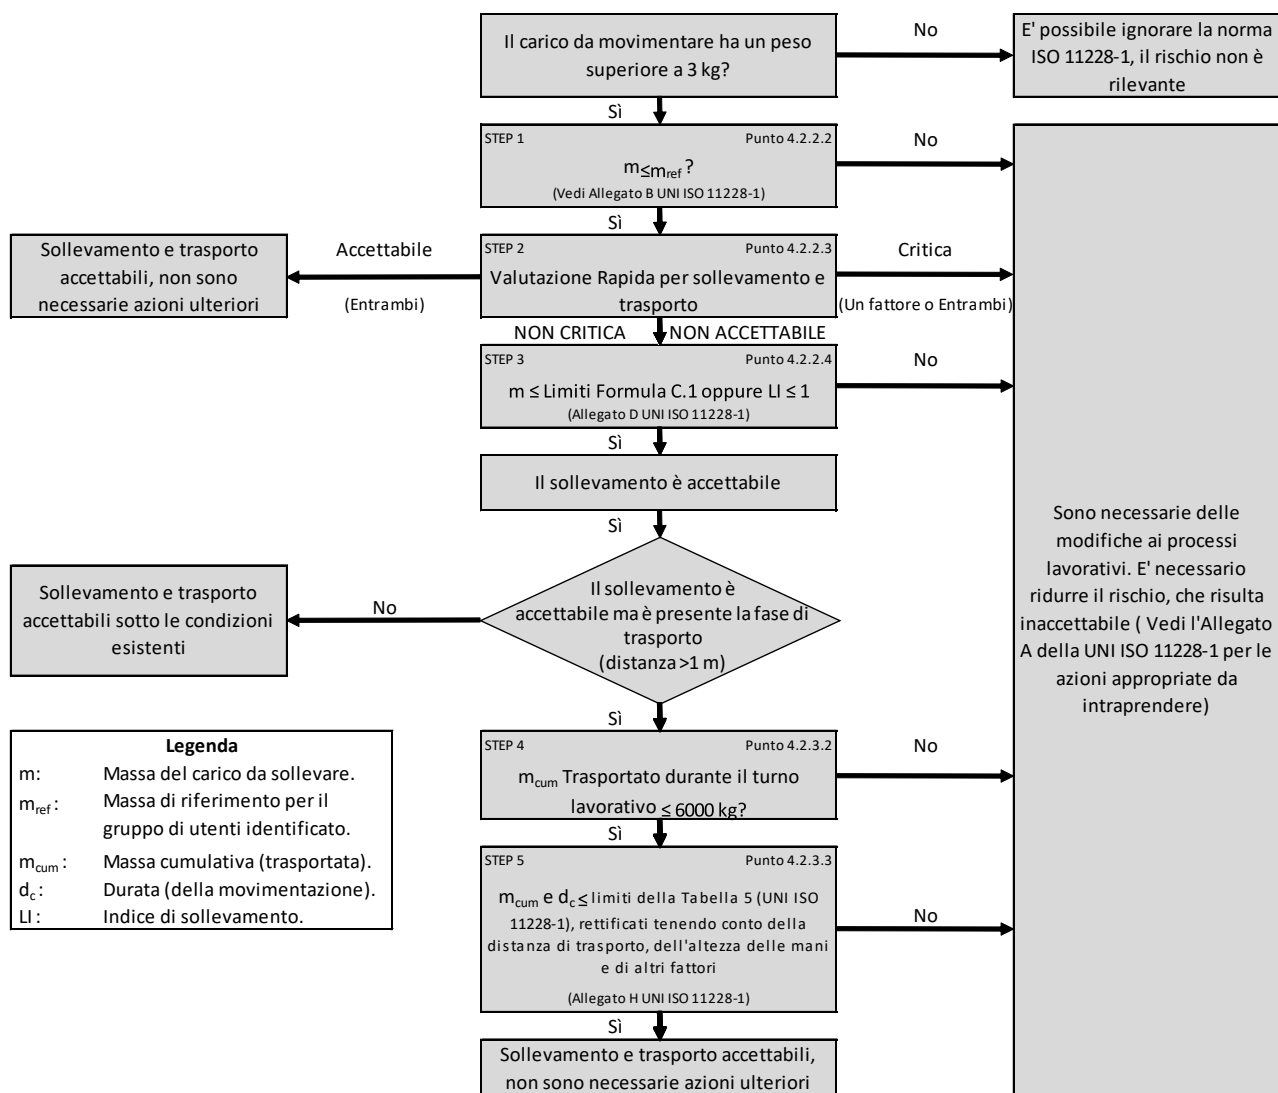 Il carico da movimentare ha un peso
superiore a 3 kg?
No
E' possibile ignorare la norma
ISO 11228-1, il rischio non è
rilevante
Sì
STEP 1 Punto 4.2.2.2
m≤mref ?
(Vedi Allegato B UNI ISO 11228-1)
No
Sì
Sollevamento e trasporto
accettabili, non sono
necessarie azioni ulteriori
Accettabile
(Entrambi)
STEP 2 Punto 4.2.2.3
Valutazione Rapida per sollevamento e
trasporto
Critica
(Un fattore o Entrambi)
NON CRITICA NON ACCETTABILE
STEP 3 Punto 4.2.2.4
m ≤ Limiti Formula C.1 oppure LI ≤ 1
(Allegato D UNI ISO 11228-1)
No
Sì
Il sollevamento è accettabile
Sì
Sono necessarie delle
modifiche ai processi
lavorativi. E' necessario
ridurre il rischio, che risulta
inaccettabile ( Vedi l'Allegato
A della UNI ISO 11228-1 per le
azioni appropriate da
intraprendere)
Il sollevamento è
accettabile ma è presente la fase di
trasporto
(distanza >1 m)
No
Sollevamento e trasporto
accettabili sotto le condizioni
esistenti
Sì
STEP 4 Punto 4.2.3.2
mcum Trasportato durante il turno
lavorativo ≤ 6000 kg?
No
Sì
STEP 5 Punto 4.2.3.3
mcum e dc ≤ limiti della Tabella 5 (UNI ISO
11228-1), rettificati tenendo conto della
distanza di trasporto, dell'altezza delle mani
e di altri fattori
(Allegato H UNI ISO 11228-1)
No
Sì
Sollevamento e trasporto accettabili,
non sono necessarie azioni ulteriori
Legenda
m: Massa del carico da sollevare.
mref : Massa di riferimento per il
gruppo di utenti identificato.
mcum : Massa cumulativa (trasportata).
dc : Durata (della movimentazione).
LI : Indice di sollevamento.